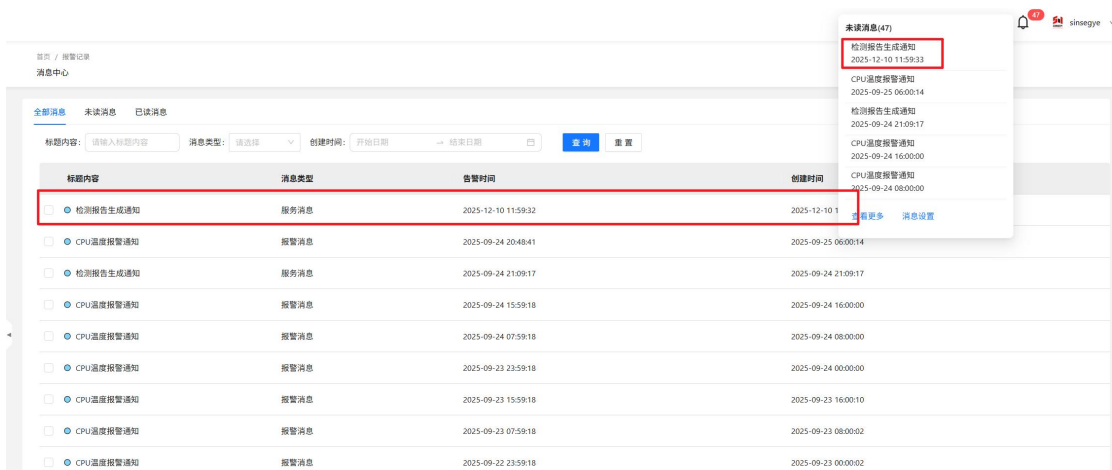 47
sinsegye
首页 / 报警记录
消息中心
未读消息(47)
检测报告生成通知
2025-12-10 11:59:33
CPU温度报警通知
2025-09-25 06:00:14
检测报告生成通知
2025-09-24 21:09:17
CPU温度报警通知
2025-09-24 16:00:00
CPU温度报警通知
2025-09-24 08:00:00
查看更多 消息设置
全部消息 未读消息 已读消息
标题内容: 请输入标题内容 消息类型: 请选择 创建时间: 开始日期 → 结束日期 查询 重置
标题内容 消息类型 告警时间 创建时间
检测报告生成通知 服务消息 2025-12-10 11:59:32 2025-12-10 1
CPU温度报警通知 报警消息 2025-09-24 20:48:41 2025-09-25 06:00:14
检测报告生成通知 服务消息 2025-09-24 21:09:17 2025-09-24 21:09:17
CPU温度报警通知 报警消息 2025-09-24 15:59:18 2025-09-24 16:00:00
CPU温度报警通知 报警消息 2025-09-24 07:59:18 2025-09-24 08:00:00
CPU温度报警通知 报警消息 2025-09-23 23:59:18 2025-09-24 00:00:00
CPU温度报警通知 报警消息 2025-09-23 15:59:18 2025-09-23 16:00:10
CPU温度报警通知 报警消息 2025-09-23 07:59:18 2025-09-23 08:00:02
CPU温度报警通知 报警消息 2025-09-22 23:59:18 2025-09-23 00:00:02